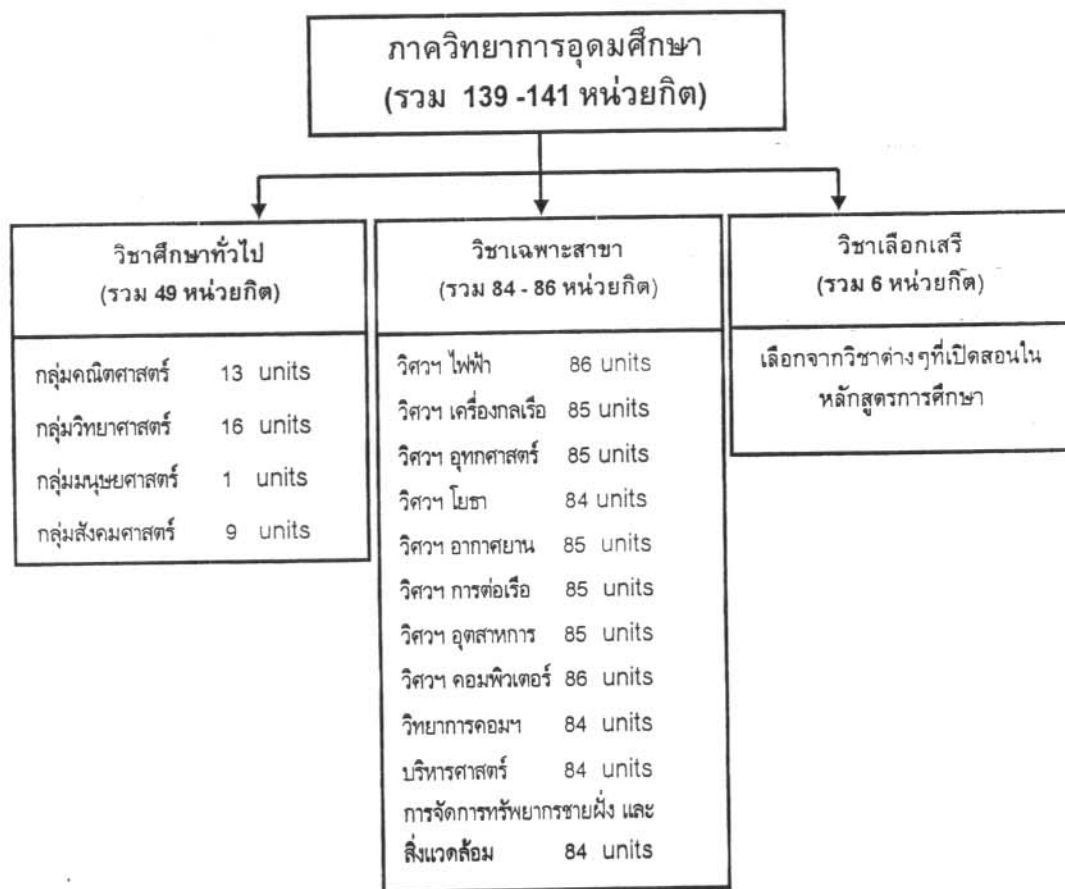 ภาควิทยาการอุดมศึกษา
(รวม 139 -141 หน่วยกิต)
วิชาศึกษาทั่วไป
(รวม 49 หน่วยกิต)
กลุ่มคณิตศาสตร์ 13 units
กลุ่มวิทยาศาสตร์ 16 units
กลุ่มมนุษยศาสตร์ 1 units
กลุ่มสังคมศาสตร์ 9 units
วิชาเฉพาะสาขา
(รวม 84 - 86 หน่วยกิต)
วิศวฯ ไฟฟ้า 86 units
วิศวฯ เครื่องกลเรือ 85 units
วิศวฯ อุทกศาสตร์ 85 units
วิศวฯ โยธา 84 units
วิศวฯ อากาศยาน 85 units
วิศวฯ การต่อเรือ 85 units
วิศวฯ อุตสาหการ 85 units
วิศวฯ คอมพิวเตอร์ 86 units
วิทยาการคอมฯ 84 units
บริหารศาสตร์ 84 units
การจัดการทรัพยากรชายฝั่ง และ
สิ่งแวดล้อม 84 units
วิชาเลือกเสรี
(รวม 6 หน่วยกิต)
เลือกจากวิชาต่างๆที่เปิดสอนใน
หลักสูตรการศึกษา